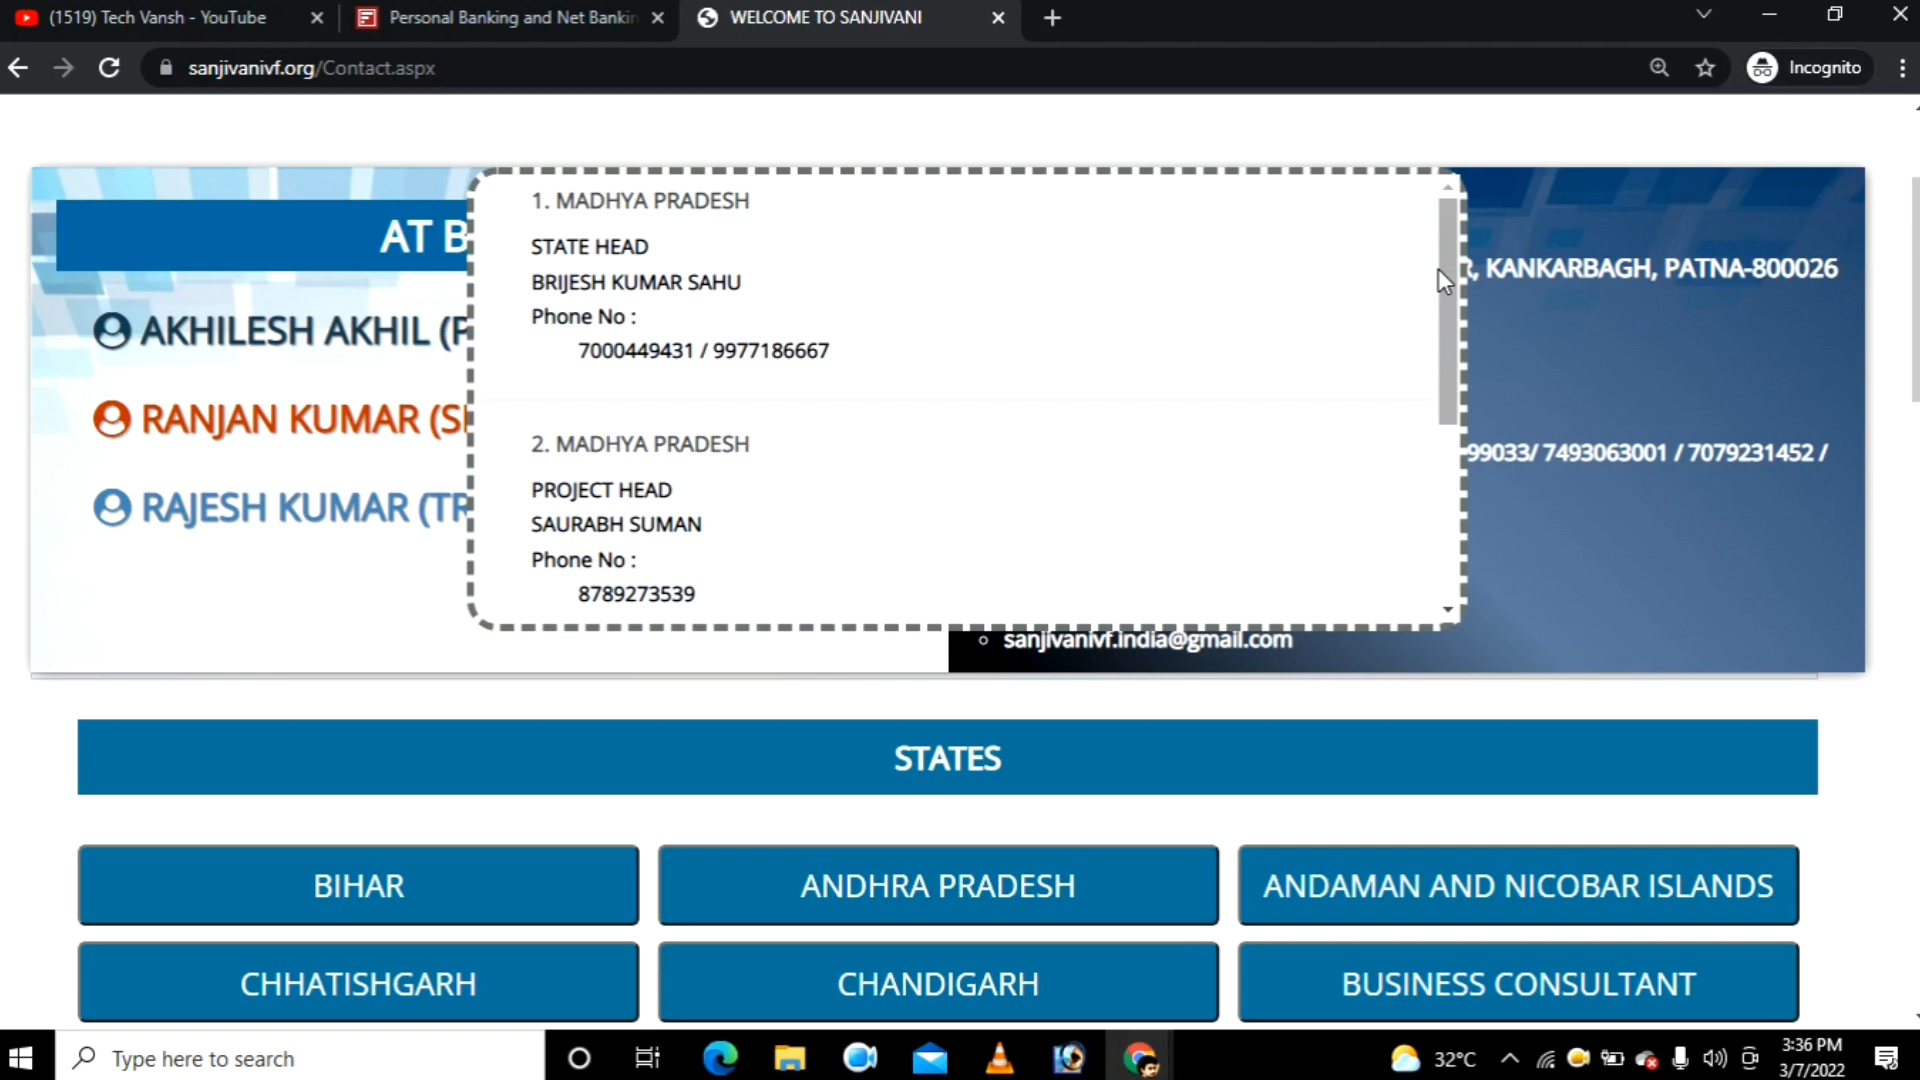 (1519) Tech Vansh - YouTube
Personal Banking and Net Bankin
WELCOME TO SANJIVANI
sanjivanivf.org/Contact.aspx
Incognito
AT B
AKHILESH AKHIL (P
RANJAN KUMAR (S
RAJESH KUMAR (TR
1. MADHYA PRADESH
STATE HEAD
BRIJESH KUMAR SAHU
Phone No :
7000449431 / 9977186667
2. MADHYA PRADESH
PROJECT HEAD
SAURABH SUMAN
Phone No :
8789273539
, KANKARBAGH, PATNA-800026
99033/ 7493063001 / 7079231452 /
sanjivanivf.india@gmail.com
STATES
BIHAR
ANDHRA PRADESH
ANDAMAN AND NICOBAR ISLANDS
CHHATISHGARH
CHANDIGARH
BUSINESS CONSULTANT
Type here to search
32°C
3:36 PM
3/7/2022